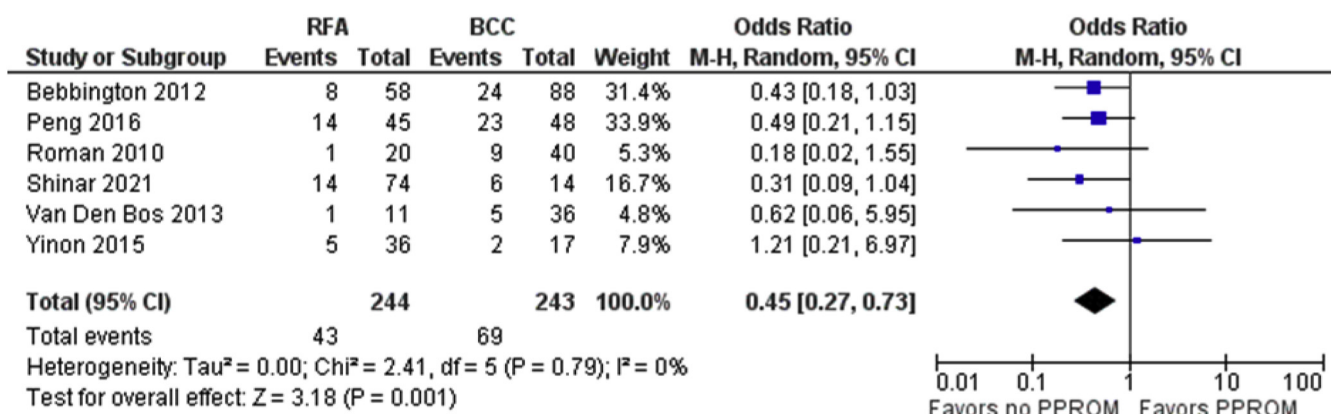 RFA BCC Odds Ratio Odds Ratio
Study or Subgroup Events Total Events Total Weight M-H, Random, 95% CI M-H, Random, 95% CI
Bebbington 2012 8 58 24 88 31.4% 0.43 [0.18, 1.03]
Peng 2016 14 45 23 48 33.9% 0.49 [0.21, 1.15]
Roman 2010 1 20 9 40 5.3% 0.18 [0.02, 1.55]
Shinar 2021 14 74 6 14 16.7% 0.31 [0.09, 1.04]
Van Den Bos 2013 1 11 5 36 4.8% 0.62 [0.06, 5.95]
Yinon 2015 5 36 2 17 7.9% 1.21 [0.21, 6.97]
Total (95% CI) 244 243 100.0% 0.45 [0.27, 0.73]
Total events 43 69
Heterogeneity: Tau² = 0.00; Chi² = 2.41, df = 5 (P = 0.79); I² = 0%
Test for overall effect: Z = 3.18 (P = 0.001)
0.01 0.1 1 10 100
Favors no PPROM Favors PPROM